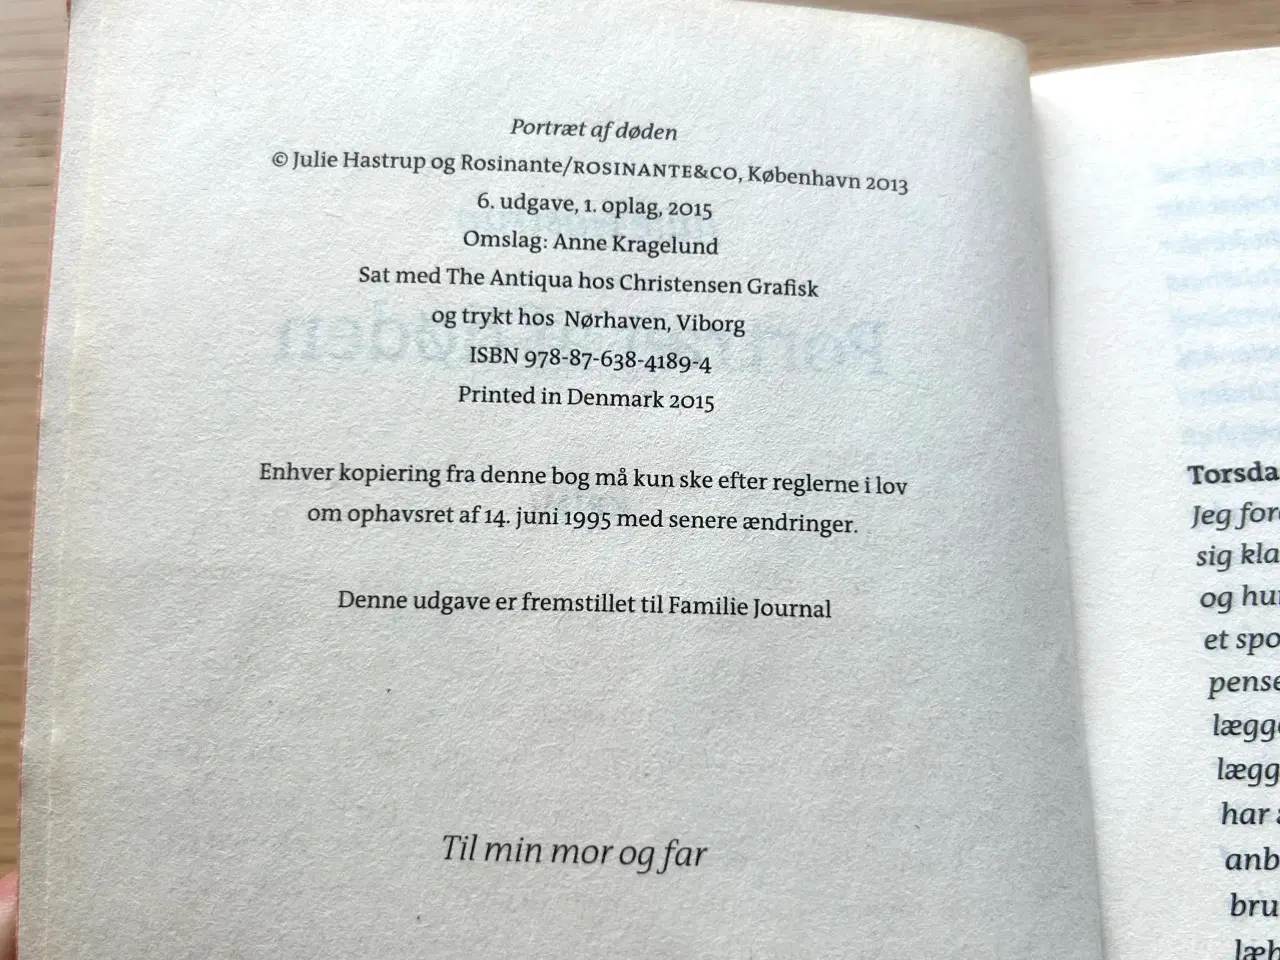 Portræt af døden
© Julie Hastrup og Rosinante/ROSINANTE&CO, København 2013
6. udgave, 1. oplag, 2015
Omslag: Anne Kragelund
Sat med The Antiqua hos Christensen Grafisk
og trykt hos Nørhaven, Viborg
ISBN 978-87-638-4189-4
Printed in Denmark 2015
Enhver kopiering fra denne bog må kun ske efter reglerne i lov
om ophavsret af 14. juni 1995 med senere ændringer.
Denne udgave er fremstillet til Familie Journal
Til min mor og far
Torsda
Jeg for
sig kla
og hu
et spo
pense
lægg
lægg
har
anb
bru
læb